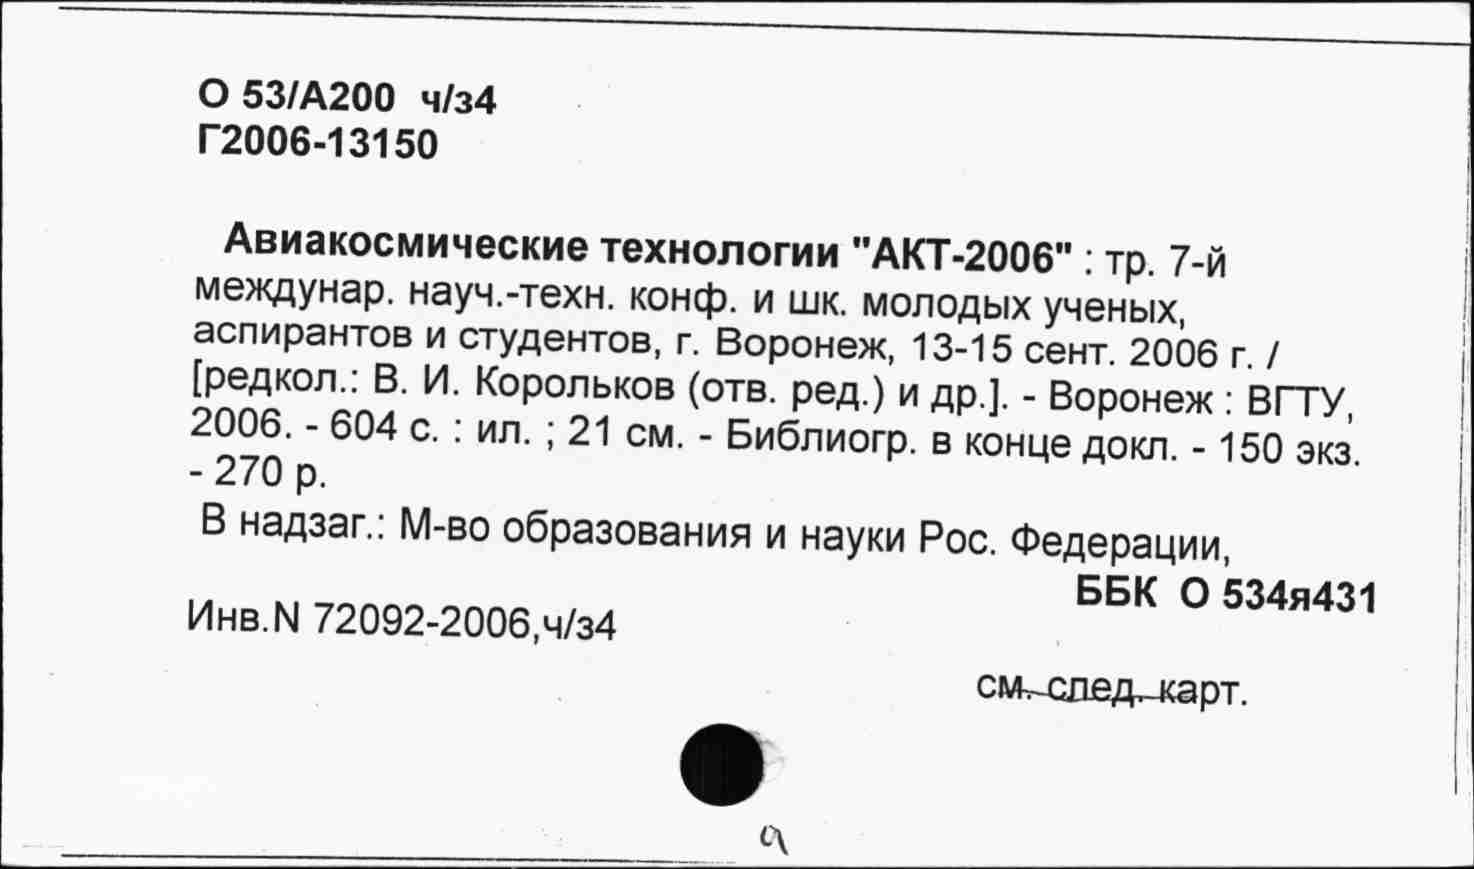 О 53/А200 ч/з4
Г2006-13150
Авиакосмические технологии "АКТ-2006" : тр. 7-й
междунар. науч.-техн. конф. и шк. молодых ученых,
аспирантов и студентов, г. Воронеж, 13-15 сент. 2006 г. /
[редкол.: В. И. Корольков (отв. ред.) и др.]. - Воронеж : ВГТУ,
2006. - 604 с. : ил. ; 21 см. - Библиогр. в конце докл. - 150 экз.
- 270 р.
В надзаг.: М-во образования и науки Рос. Федерации,
ББК О 534я431
Инв.N 72092-2006,ч/з4
см. след. карт.